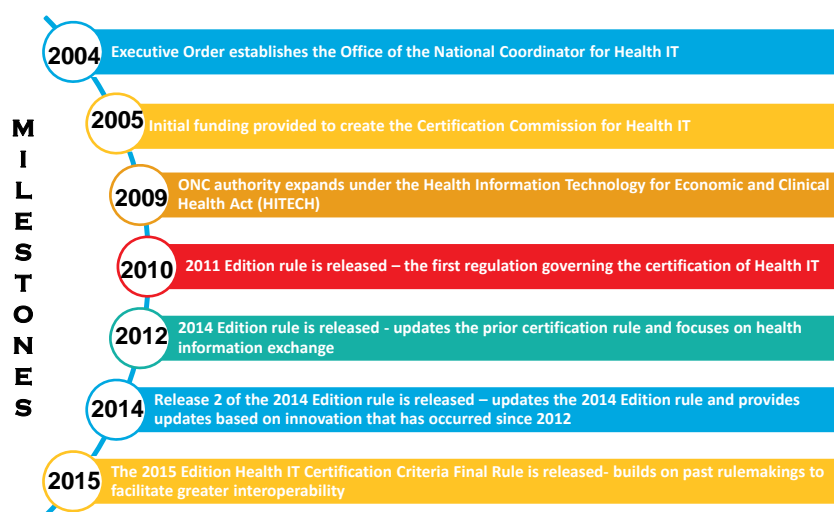 MILESTONES
2004
Executive Order establishes the Office of the National Coordinator for Health IT
2005
Initial funding provided to create the Certification Commission for Health IT
2009
ONC authority expands under the Health Information Technology for Economic and Clinical
Health Act (HITECH)
2010
2011 Edition rule is released – the first regulation governing the certification of Health IT
2012
2014 Edition rule is released - updates the prior certification rule and focuses on health
information exchange
2014
Release 2 of the 2014 Edition rule is released – updates the 2014 Edition rule and provides
updates based on innovation that has occurred since 2012
2015
The 2015 Edition Health IT Certification Criteria Final Rule is released- builds on past rulemakings to
facilitate greater interoperability